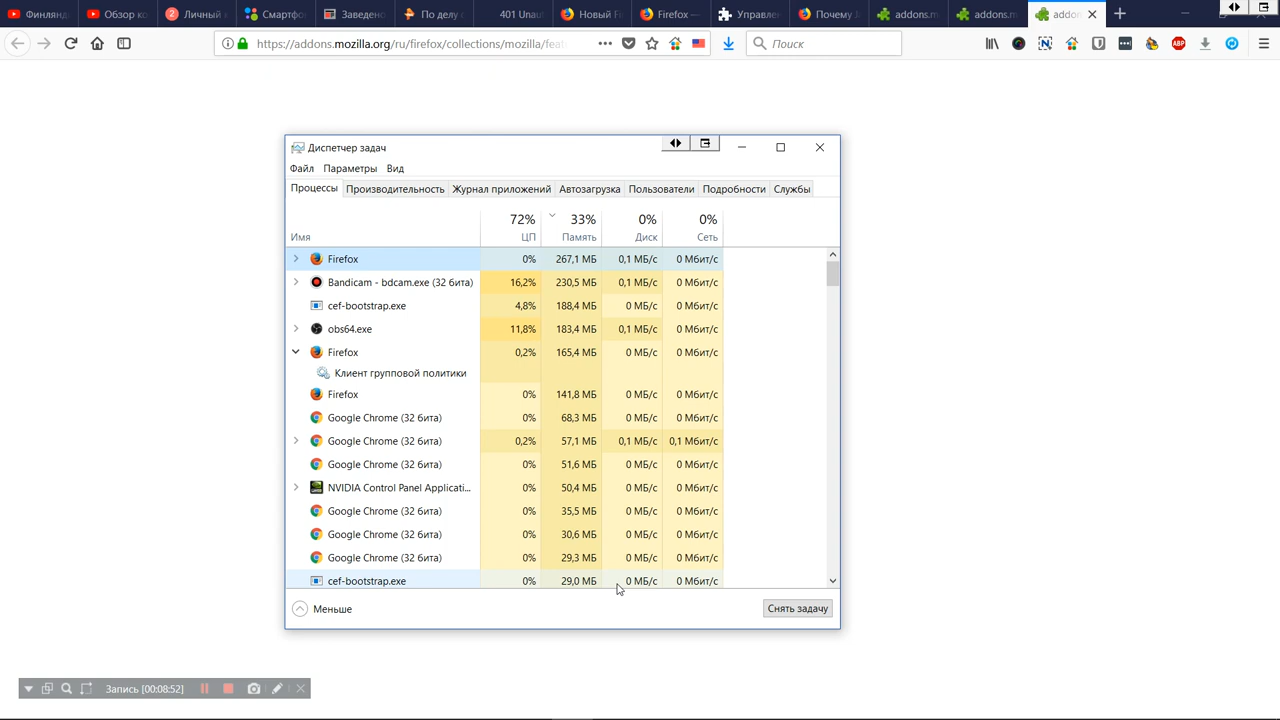 Финлянд
Обзор ко
2 Личный к
Смартфо
Заведен
По делу с
401 Unau
Новый Fi
Firefox —
Управлен
Почему J
addons.m
addons.m
addon
https://addons.mozilla.org/ru/firefox/collections/mozilla/feat
Поиск
ABP
Диспетчер задач
Файл Параметры Вид
Процессы Производительность Журнал приложений Автозагрузка Пользователи Подробности Службы
72% 33% 0% 0%
Имя ЦП Память Диск Сеть
Firefox 0% 267,1 МБ 0,1 МБ/с 0 Мбит/с
Bandicam - bdcam.exe (32 бита) 16,2% 230,5 МБ 0,1 МБ/с 0 Мбит/с
cef-bootstrap.exe 4,8% 188,4 МБ 0 МБ/с 0 Мбит/с
obs64.exe 11,8% 183,4 МБ 0,1 МБ/с 0 Мбит/с
Firefox 0,2% 165,4 МБ 0 МБ/с 0 Мбит/с
Клиент групповой политики
Firefox 0% 141,8 МБ 0 МБ/с 0 Мбит/с
Google Chrome (32 бита) 0% 68,3 МБ 0 МБ/с 0 Мбит/с
Google Chrome (32 бита) 0,2% 57,1 МБ 0,1 МБ/с 0,1 Мбит/с
Google Chrome (32 бита) 0% 51,6 МБ 0 МБ/с 0 Мбит/с
NVIDIA Control Panel Applicati... 0% 50,4 МБ 0 МБ/с 0 Мбит/с
Google Chrome (32 бита) 0% 35,5 МБ 0 МБ/с 0 Мбит/с
Google Chrome (32 бита) 0% 30,6 МБ 0 МБ/с 0 Мбит/с
Google Chrome (32 бита) 0% 29,3 МБ 0 МБ/с 0 Мбит/с
cef-bootstrap.exe 0% 29,0 МБ 0 МБ/с 0 Мбит/с
Меньше
Снять задачу
Запись [00:08:52]